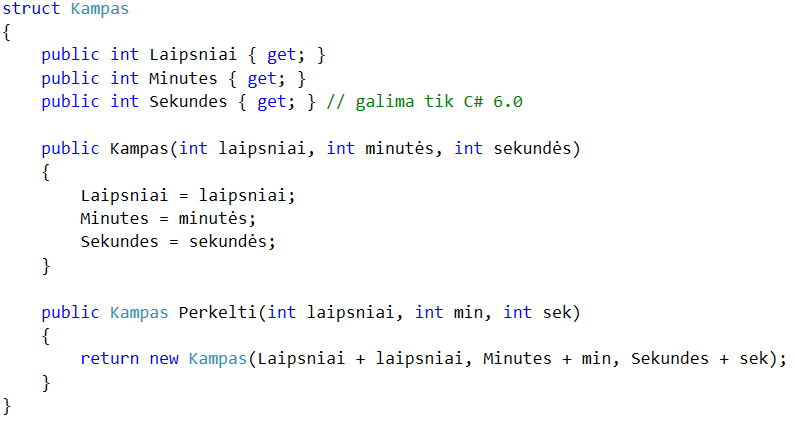 struct Kampas
{
    public int Laipsniai { get; }
    public int Minutes { get; }
    public int Sekundes { get; } // galima tik C# 6.0

    public Kampas(int laipsniai, int minutės, int sekundės)
    {
        Laipsniai = laipsniai;
        Minutes = minutės;
        Sekundes = sekundės;
    }

    public Kampas Perkelti(int laipsniai, int min, int sek)
    {
        return new Kampas(Laipsniai + laipsniai, Minutes + min, Sekundes + sek);
    }
}